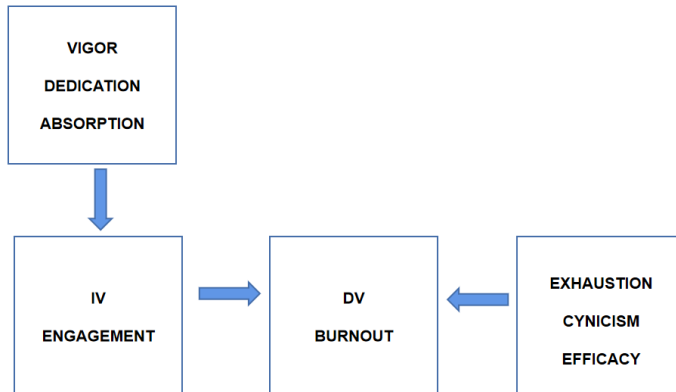 VIGOR
DEDICATION
ABSORPTION
IV
ENGAGEMENT
DV
BURNOUT
EXHAUSTION
CYNICISM
EFFICACY